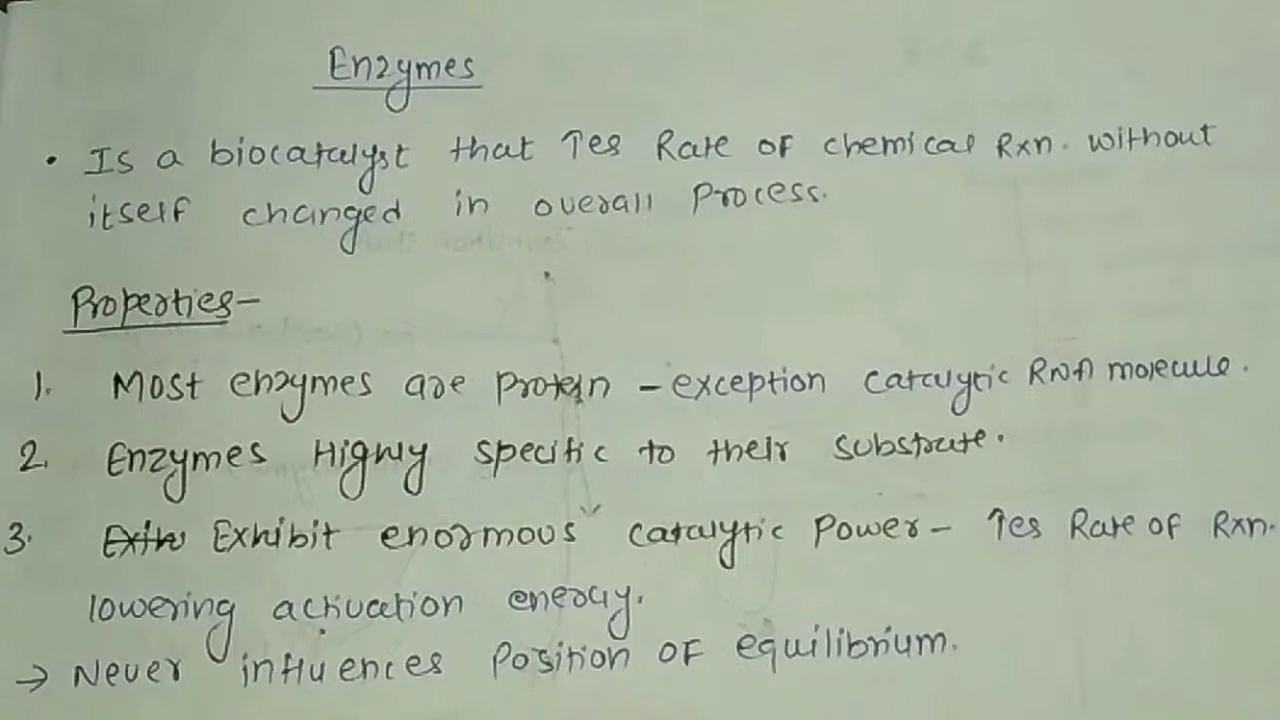 Enzymes
• Is a biocatalyst that ↑es Rate of chemical Rxn. without
itself changed in overall Process.
Properties-
1. Most enzymes are protein - exception catalytic RNA molecule.
2. Enzymes Highly specific to their substrate.
3. Exhibit enormous catalytic Power- ↑es Rate of Rxn.
lowering activation energy.
→ Never influences Position of equilibrium.